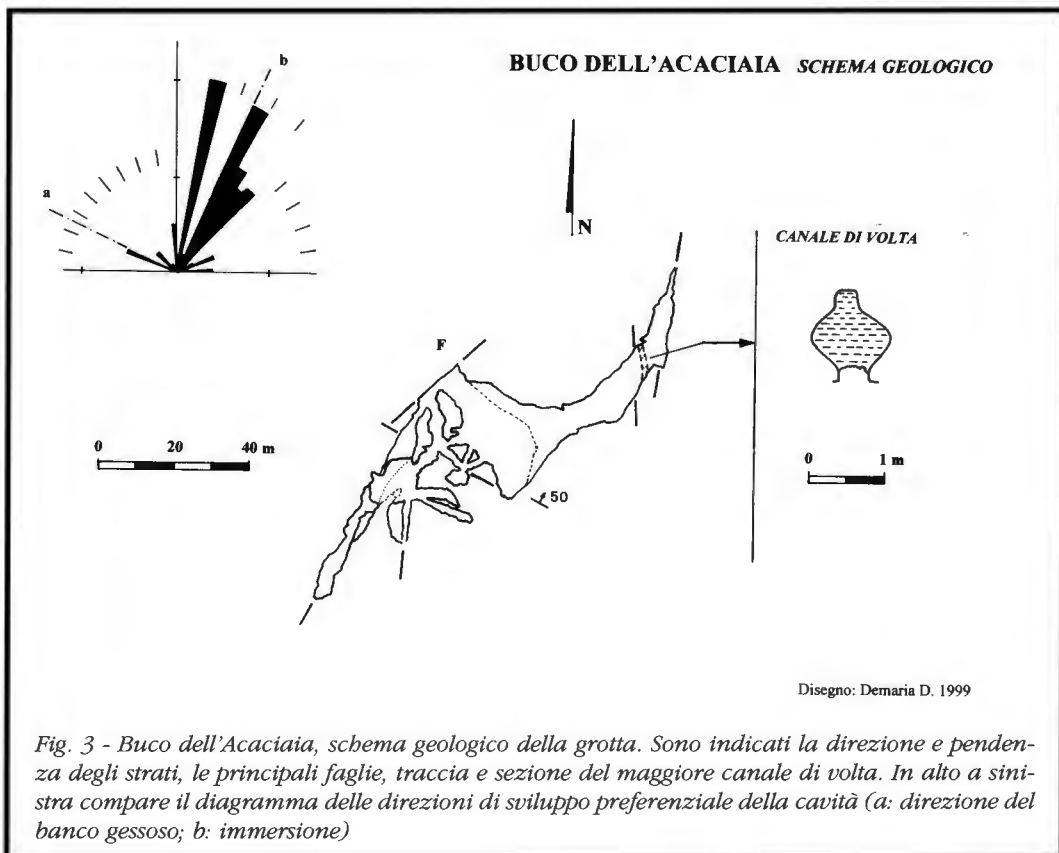 BUCO DELL'ACACIAIA SCHEMA GEOLOGICO
b
a
N
CANALE DI VOLTA
F
0 20 40 m
0 1 m
50
Disegno: Demaria D. 1999
Fig. 3 - Buco dell'Acaciaia, schema geologico della grotta. Sono indicati la direzione e penden-
za degli strati, le principali faglie, traccia e sezione del maggiore canale di volta. In alto a sini-
stra compare il diagramma delle direzioni di sviluppo preferenziale della cavità (a: direzione del
banco gessoso; b: immersione)